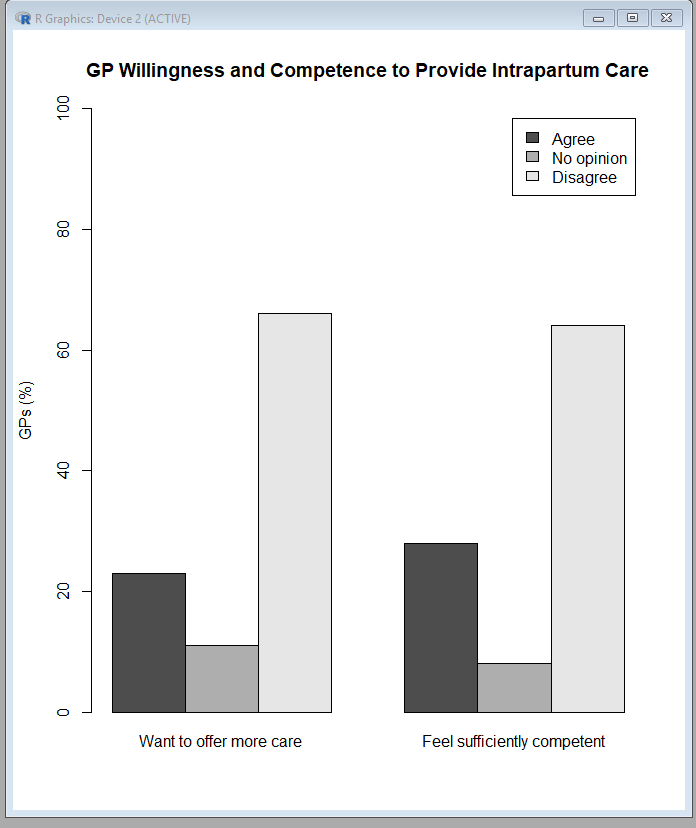 R Graphics: Device 2 (ACTIVE)
GP Willingness and Competence to Provide Intrapartum Care
100
80
60
40
20
0
GPs (%)
Agree
No opinion
Disagree
Want to offer more care
Feel sufficiently competent